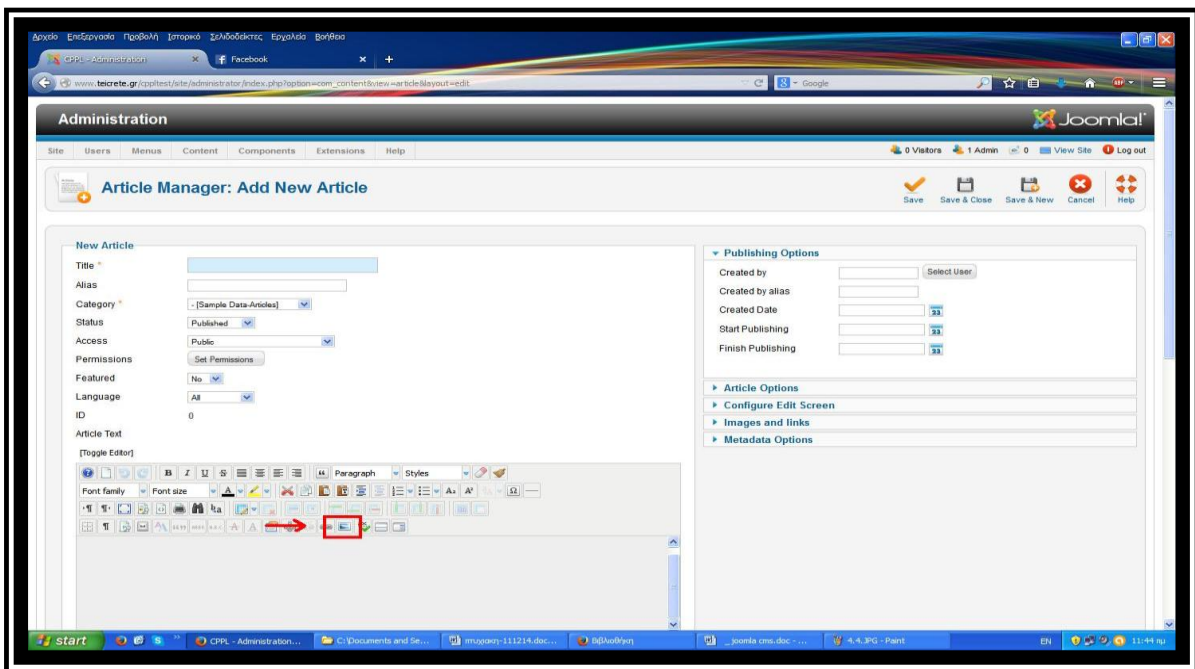 Αρχείο Επεξεργασία Προβολή Ιστορικό Σελιδοδείκτες Εργαλεία Βοήθεια
CPPL - Administration × Facebook × +
www.teicrete.gr/cppltest/site/administrator/index.php?option=com_content&view=article&layout=edit Google
Administration Joomla!
Site Users Menus Content Components Extensions Help 0 Visitors 1 Admin 0 View Site Log out
Article Manager: Add New Article
Save Save & Close Save & New Cancel Help
New Article
Title *
Alias
Category * - [Sample Data-Articles]
Status Published
Access Public
Permissions Set Permissions
Featured No
Language All
ID 0
Article Text
[Toggle Editor]
B I U S Paragraph Styles
Font family Font size
Publishing Options
Created by Select User
Created by alias
Created Date 23
Start Publishing 23
Finish Publishing 23
Article Options
Configure Edit Screen
Images and links
Metadata Options
start CPPL - Administration... C:\Documents and Se... πτυχιακη-111214.doc... Βιβλιοθήκη _joomla cms.doc - ... 4.4.JPG - Paint EN 11:44 πμ